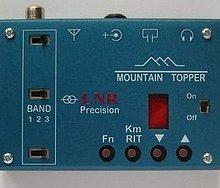 MOUNTAIN TOPPER
LNR
Precision
BAND
1 2 3
On
Off
Fn
Km
RIT